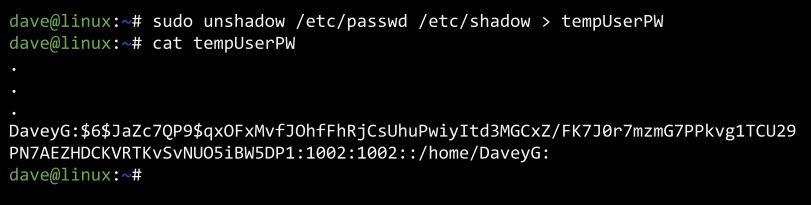 dave@linux:~# sudo unshadow /etc/passwd /etc/shadow > tempUserPW
dave@linux:~# cat tempUserPW
.
.
.
DaveyG:$6$JaZc7QP9$qxOFxMvfJOhfFhRjCsUhuPwiyItd3MGCxZ/FK7J0r7mzmG7PPkvg1TCU29
PN7AEZHDCKVRTKvSvNUO5iBW5DP1:1002:1002::/home/DaveyG:
dave@linux:~#